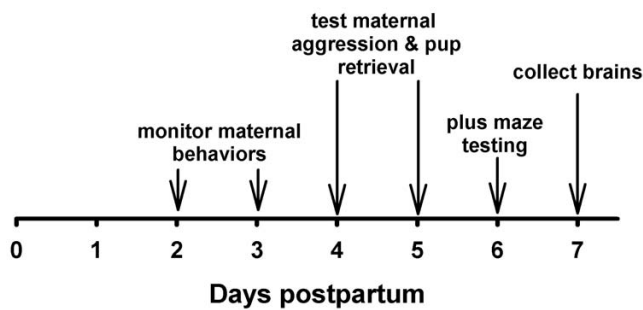 test maternal
aggression & pup
retrieval
collect brains
monitor maternal
behaviors
plus maze
testing
0 1 2 3 4 5 6 7
Days postpartum